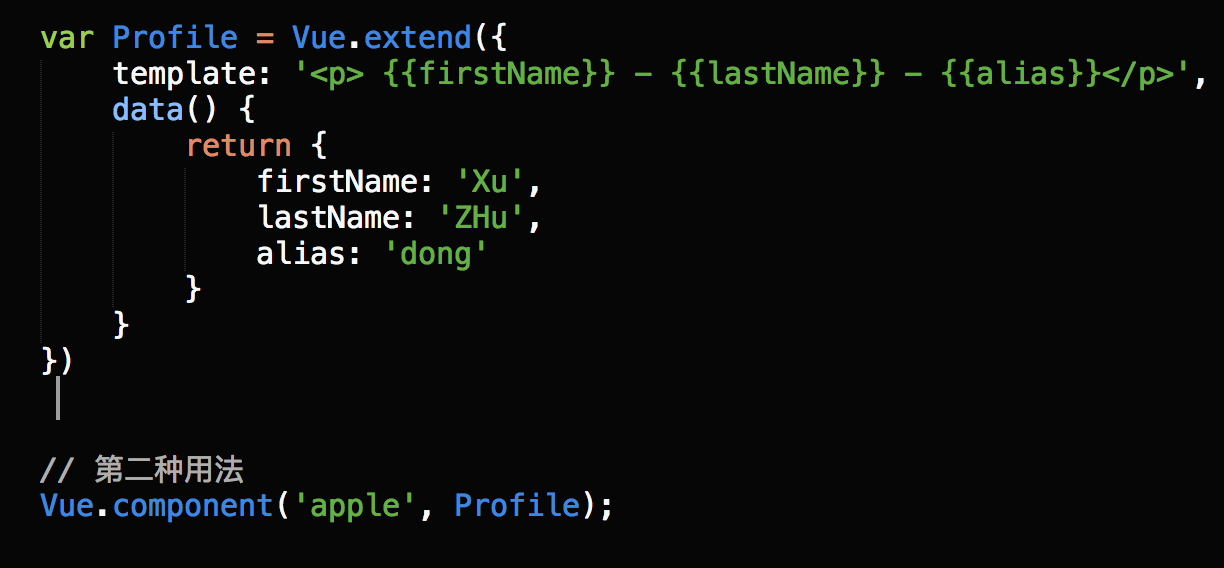 var Profile = Vue.extend({
    template: '<p> {{firstName}} - {{lastName}} - {{alias}}</p>',
    data() {
        return {
            firstName: 'Xu',
            lastName: 'ZHu',
            alias: 'dong'
        }
    }
})
// 第二种用法
Vue.component('apple', Profile);